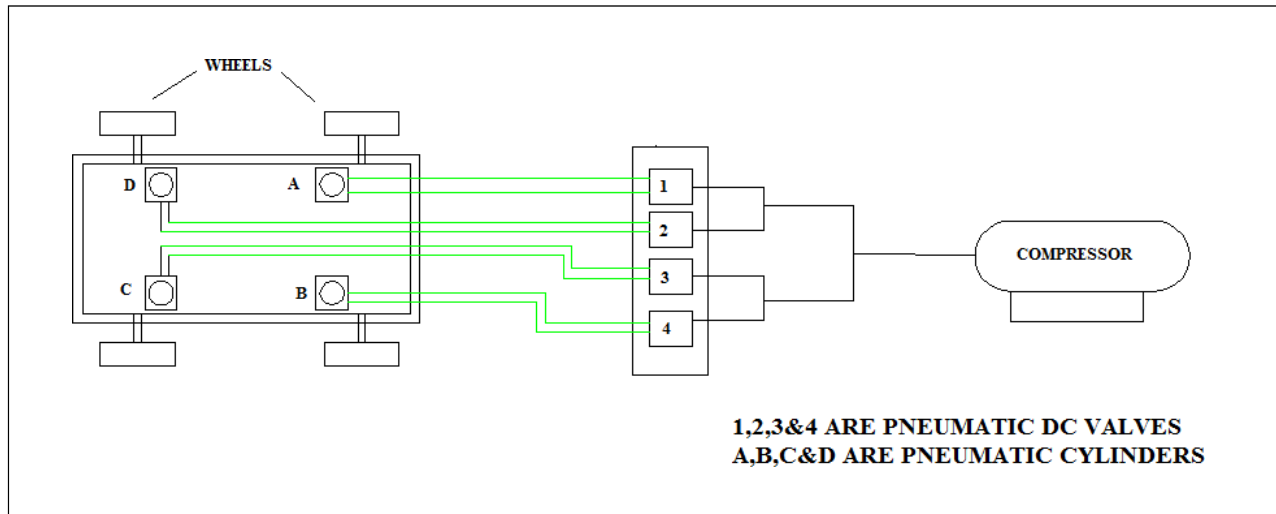 WHEELS
D
A
1
2
COMPRESSOR
3
C
B
4
1,2,3&4 ARE PNEUMATIC DC VALVES
A,B,C&D ARE PNEUMATIC CYLINDERS